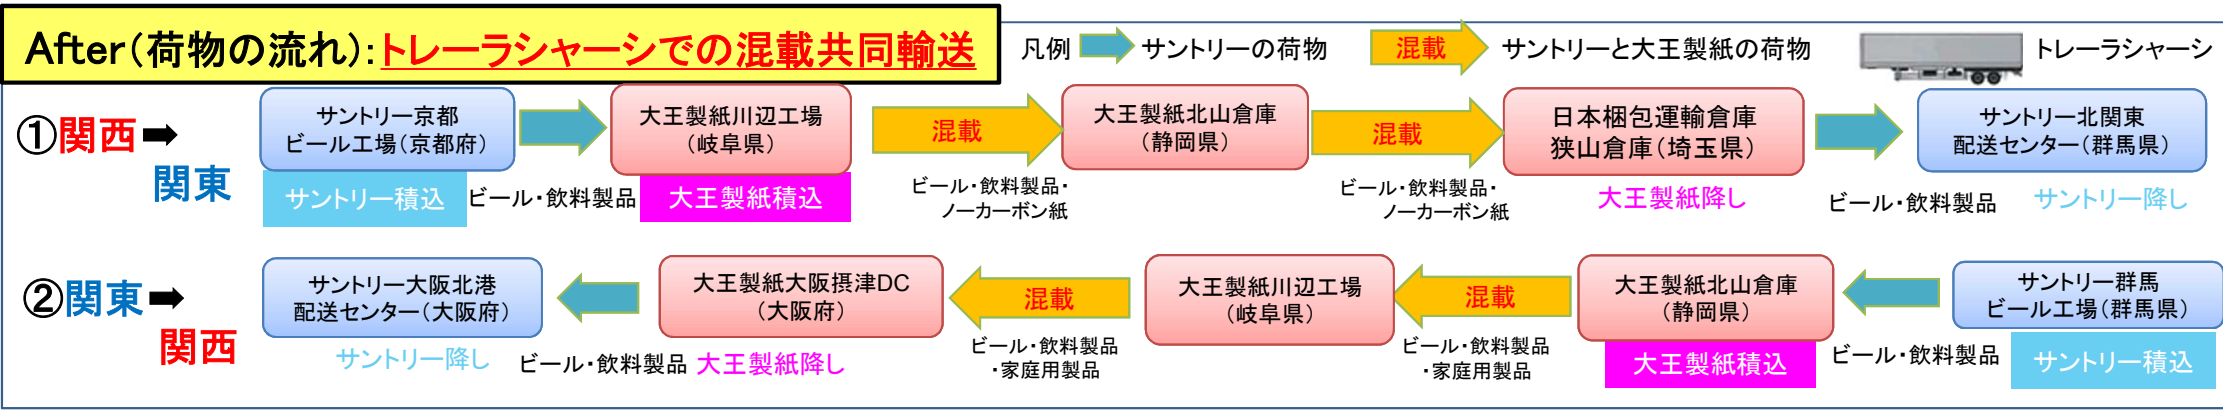 After(荷物の流れ):トレーラシャーシでの混載共同輸送
凡例
サントリーの荷物
混載
サントリーと大王製紙の荷物
トレーラシャーシ
①関西➡
関東
サントリー京都
ビール工場(京都府)
サントリー積込
ビール・飲料製品
大王製紙川辺工場
(岐阜県)
大王製紙積込
混載
ビール・飲料製品・
ノーカーボン紙
大王製紙北山倉庫
(静岡県)
混載
ビール・飲料製品・
ノーカーボン紙
日本梱包運輸倉庫
狭山倉庫(埼玉県)
大王製紙降し
ビール・飲料製品
サントリー北関東
配送センター(群馬県)
サントリー降し
②関東➡
関西
サントリー大阪北港
配送センター(大阪府)
サントリー降し
ビール・飲料製品
大王製紙大阪摂津DC
(大阪府)
大王製紙降し
混載
ビール・飲料製品
・家庭用製品
大王製紙川辺工場
(岐阜県)
混載
ビール・飲料製品
・家庭用製品
大王製紙北山倉庫
(静岡県)
大王製紙積込
ビール・飲料製品
サントリー群馬
ビール工場(群馬県)
サントリー積込